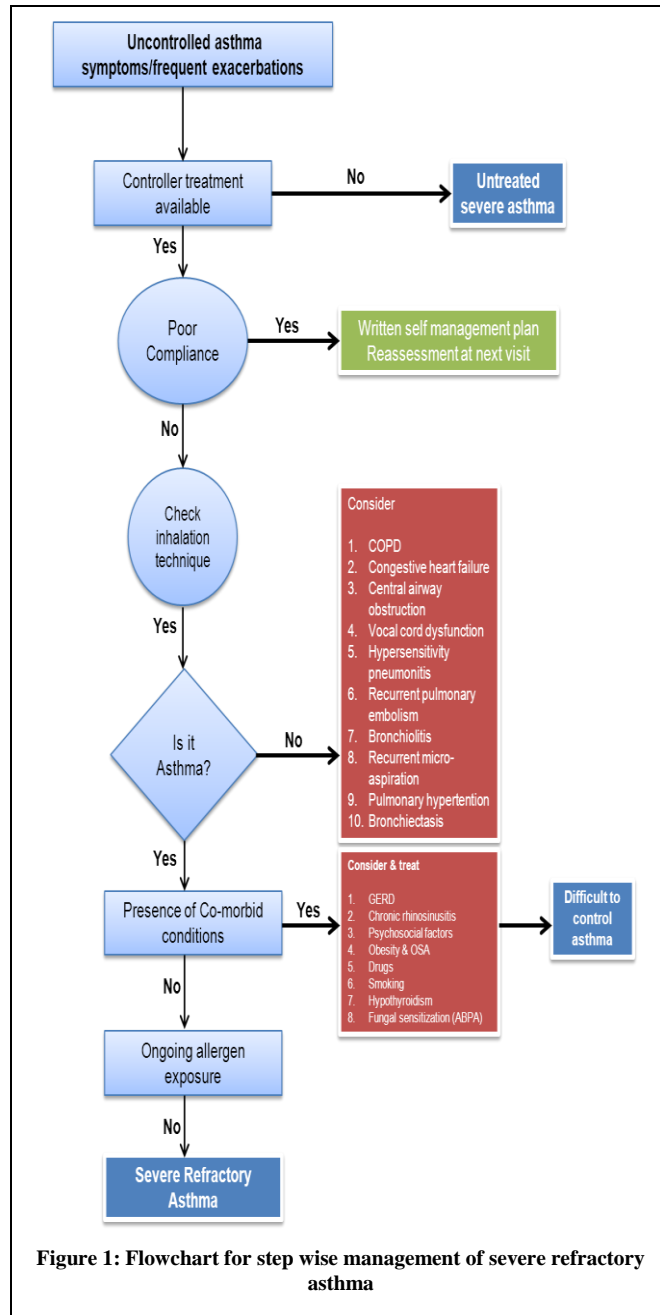 Uncontrolled asthma
symptoms/frequent exacerbations
Controller treatment
available
No
Untreated
severe asthma
Yes
Poor
Compliance
Yes
Written self management plan
Reassessment at next visit
No
Check
inhalation
technique
Yes
Is it
Asthma?
No
Consider
1. COPD
2. Congestive heart failure
3. Central airway
obstruction
4. Vocal cord dysfunction
5. Hypersensitivity
pneumonitis
6. Recurrent pulmonary
embolism
7. Bronchiolitis
8. Recurrent micro-
aspiration
9. Pulmonary hypertention
10. Bronchiectasis
Yes
Presence of Co-morbid
conditions
Yes
Consider & treat
1. GERD
2. Chronic rhinosinusitis
3. Psychosocial factors
4. Obesity & OSA
5. Drugs
6. Smoking
7. Hypothyroidism
8. Fungal sensitization (ABPA)
Difficult to
control
asthma
No
Ongoing allergen
exposure
No
Severe Refractory
Asthma
Figure 1: Flowchart for step wise management of severe refractory
asthma